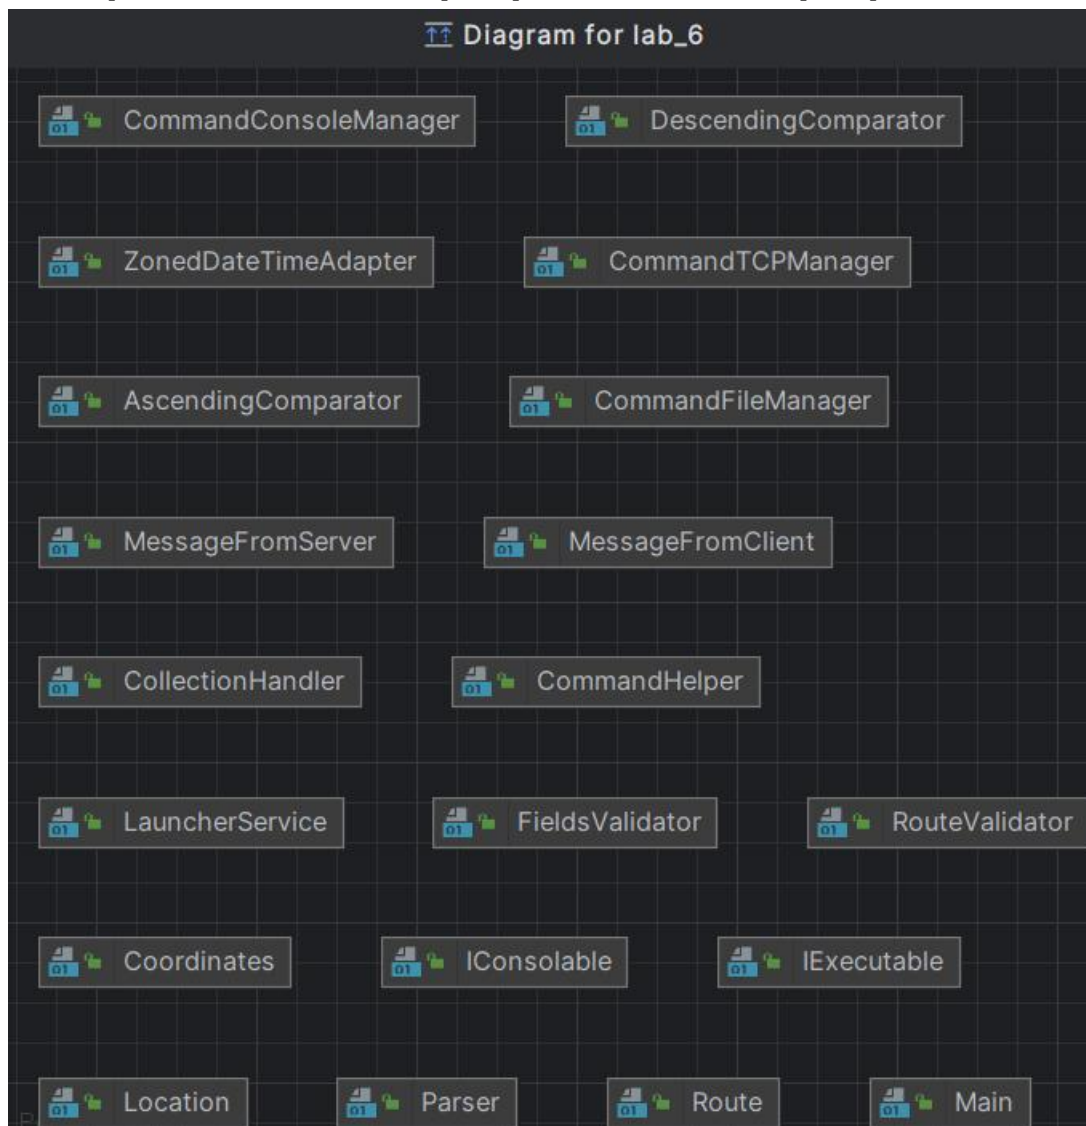 Diagram for lab_6
CommandConsoleManager DescendingComparator
ZonedDateTimeAdapter CommandTCPManager
AscendingComparator CommandFileManager
MessageFromServer MessageFromClient
CollectionHandler CommandHelper
LauncherService FieldsValidator RouteValidator
Coordinates IConsolable IExecutable
Location Parser Route Main